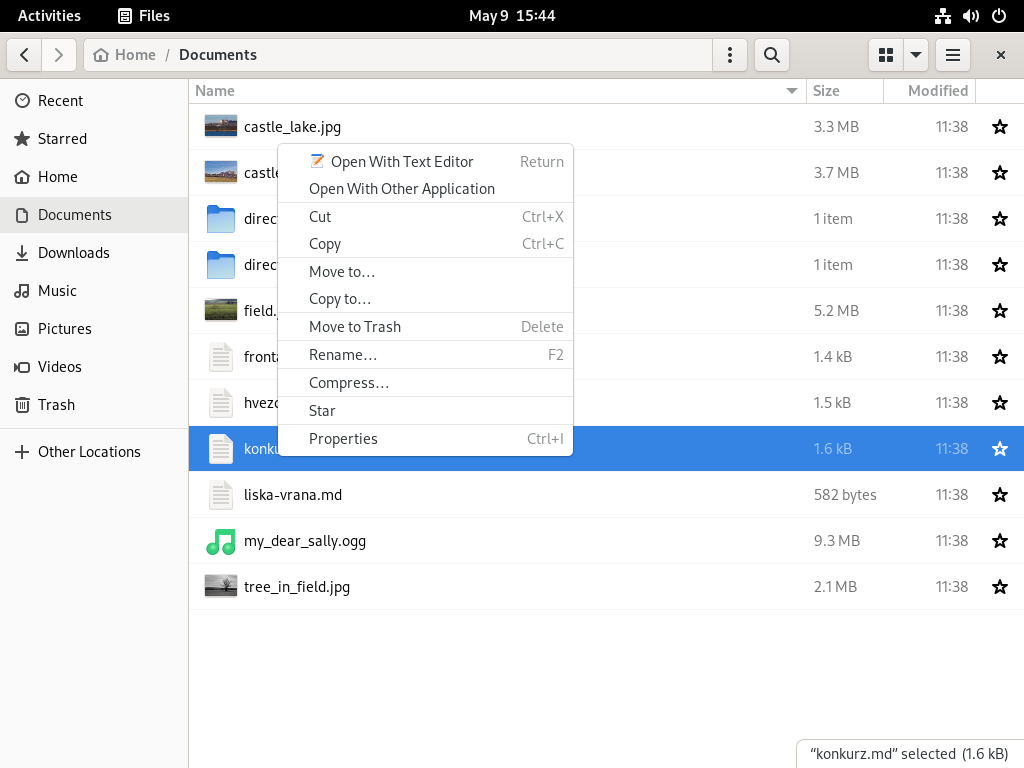 Activities Files May 9 15:44
Home / Documents
Recent
Starred
Home
Documents
Downloads
Music
Pictures
Videos
Trash
Other Locations
Name Size Modified
castle_lake.jpg 3.3 MB 11:38
castle 3.7 MB 11:38
direc 1 item 11:38
direc 1 item 11:38
field. 5.2 MB 11:38
fronta 1.4 kB 11:38
hvezd 1.5 kB 11:38
konku 1.6 kB 11:38
liska-vrana.md 582 bytes 11:38
my_dear_sally.ogg 9.3 MB 11:38
tree_in_field.jpg 2.1 MB 11:38
Open With Text Editor Return
Open With Other Application
Cut Ctrl+X
Copy Ctrl+C
Move to…
Copy to…
Move to Trash Delete
Rename… F2
Compress…
Star
Properties Ctrl+I
“konkurz.md” selected (1.6 kB)